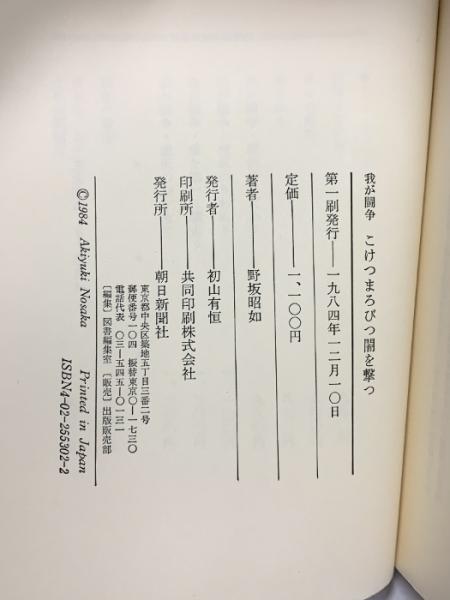 我が闘争 こけつまろびつ闇を撃つ
第一刷発行――一九八四年一二月一〇日
定価――一、一〇〇円
著者――野坂昭如
発行者――初山有恒
印刷所――共同印刷株式会社
発行所――朝日新聞社
東京都中央区築地五丁目三番二号
郵便番号一〇四 振替東京〇―一七三〇
電話代表 〇三―五四五―〇一三一
〔編集〕図書編集室 〔販売〕出版販売部
©1984 Akiyuki Nosaka Printed in Japan
ISBN4-02-255302-2